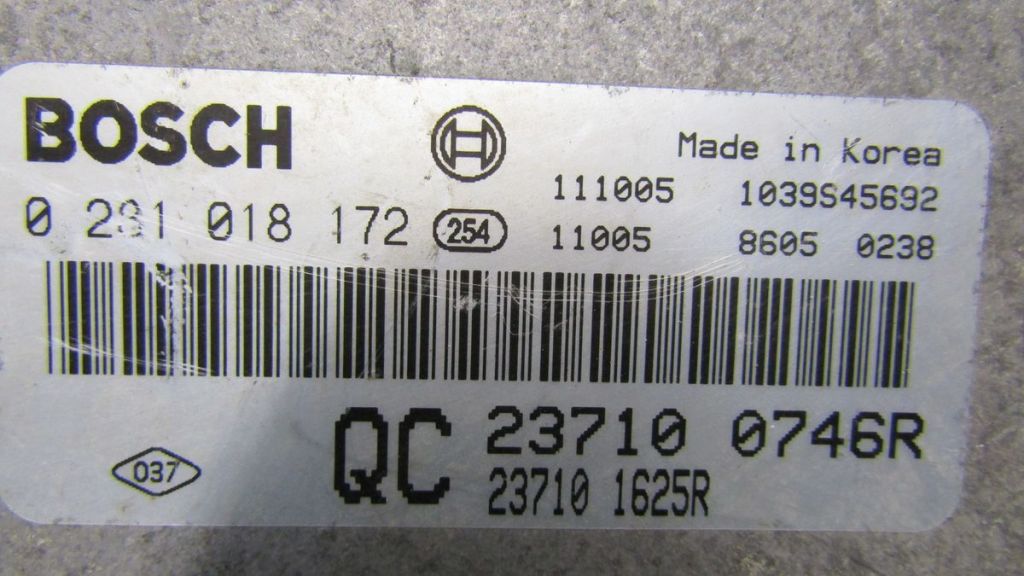 BOSCH
Made in Korea
111005 1039S45692
0 281 018 172 254 11005 8605 0238
QC 23710 0746R
037 23710 1625R